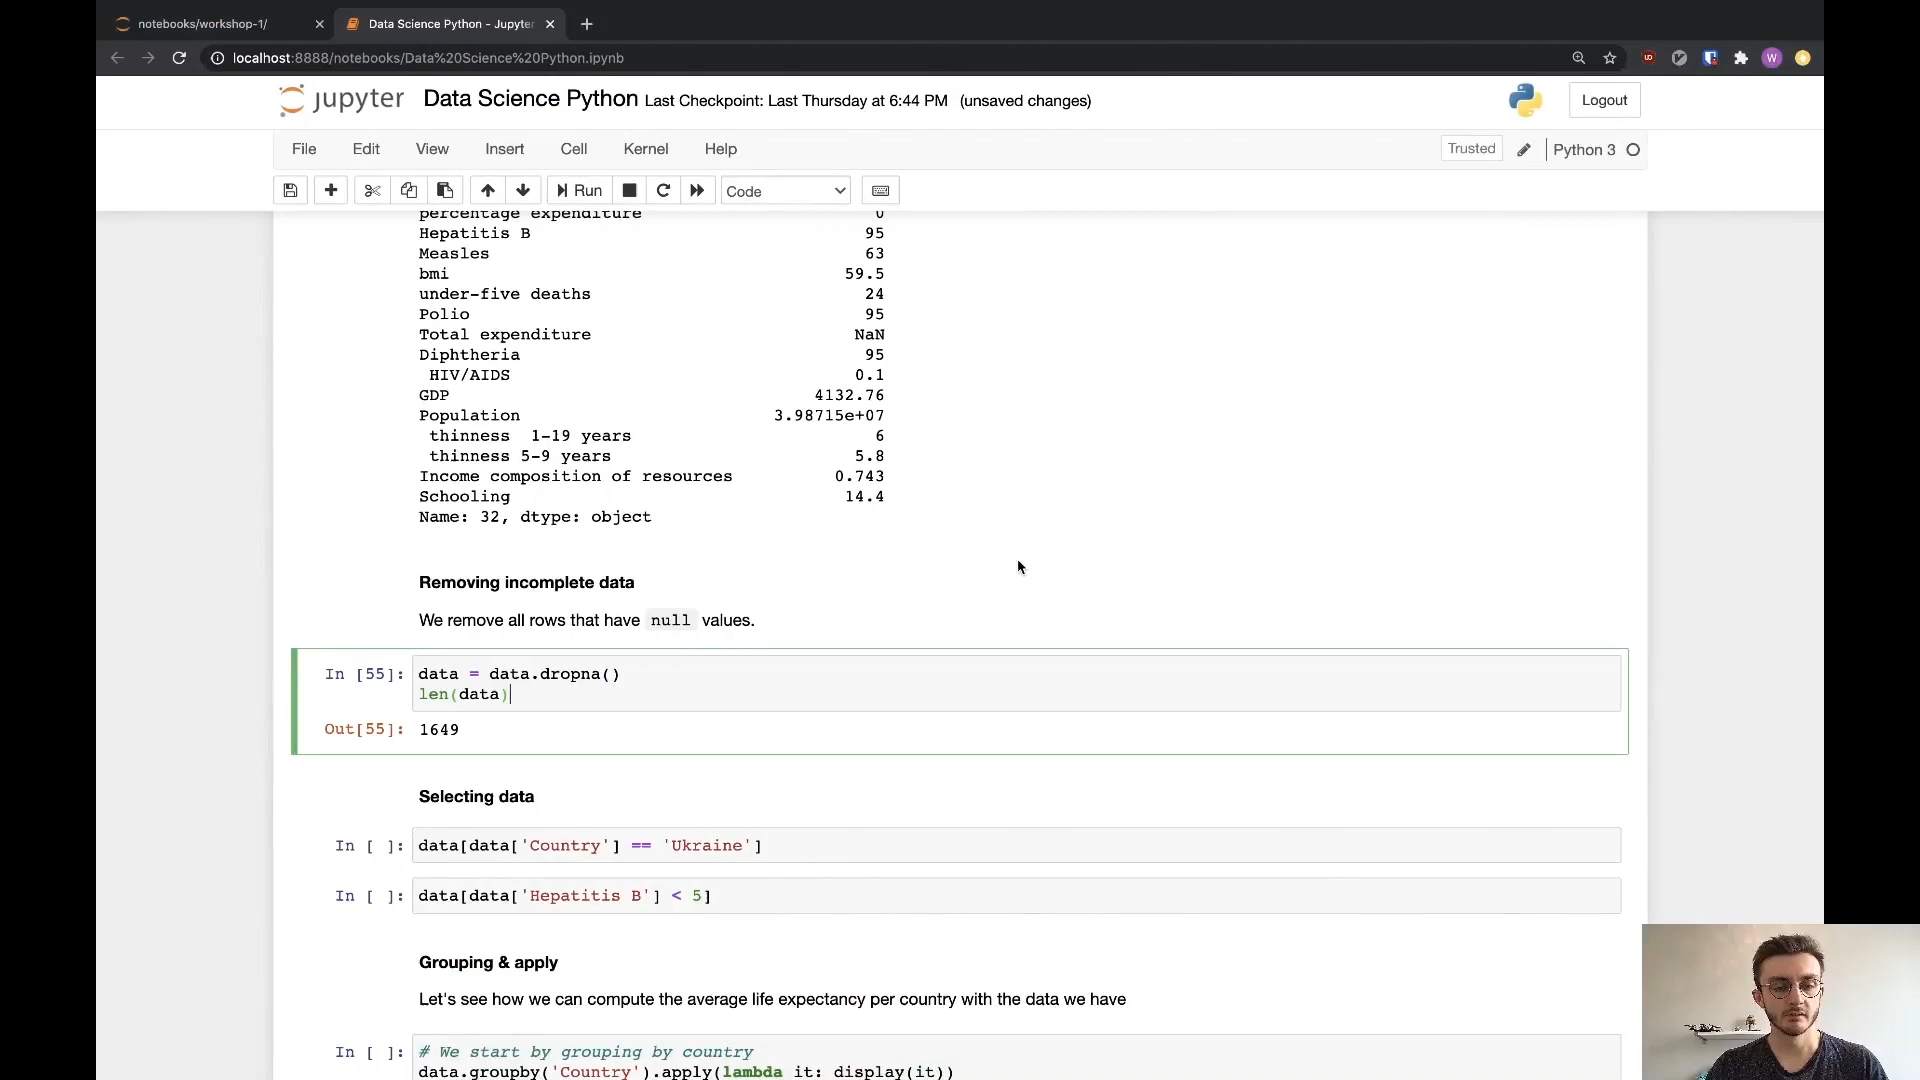 notebooks/workshop-1/
Data Science Python - Jupyter
localhost:8888/notebooks/Data%20Science%20Python.ipynb
W
jupyter Data Science Python Last Checkpoint: Last Thursday at 6:44 PM (unsaved changes)
Logout
File Edit View Insert Cell Kernel Help
Trusted Python 3
Run Code
percentage expenditure 0
Hepatitis B 95
Measles 63
bmi 59.5
under-five deaths 24
Polio 95
Total expenditure NaN
Diphtheria 95
HIV/AIDS 0.1
GDP 4132.76
Population 3.98715e+07
thinness  1-19 years 6
thinness 5-9 years 5.8
Income composition of resources 0.743
Schooling 14.4
Name: 32, dtype: object
Removing incomplete data
We remove all rows that have null values.
In [55]: data = data.dropna()
len(data)
Out[55]: 1649
Selecting data
In [ ]: data[data['Country'] == 'Ukraine']
In [ ]: data[data['Hepatitis B'] < 5]
Grouping & apply
Let's see how we can compute the average life expectancy per country with the data we have
In [ ]: # We start by grouping by country
data.groupby('Country').apply(lambda it: display(it))